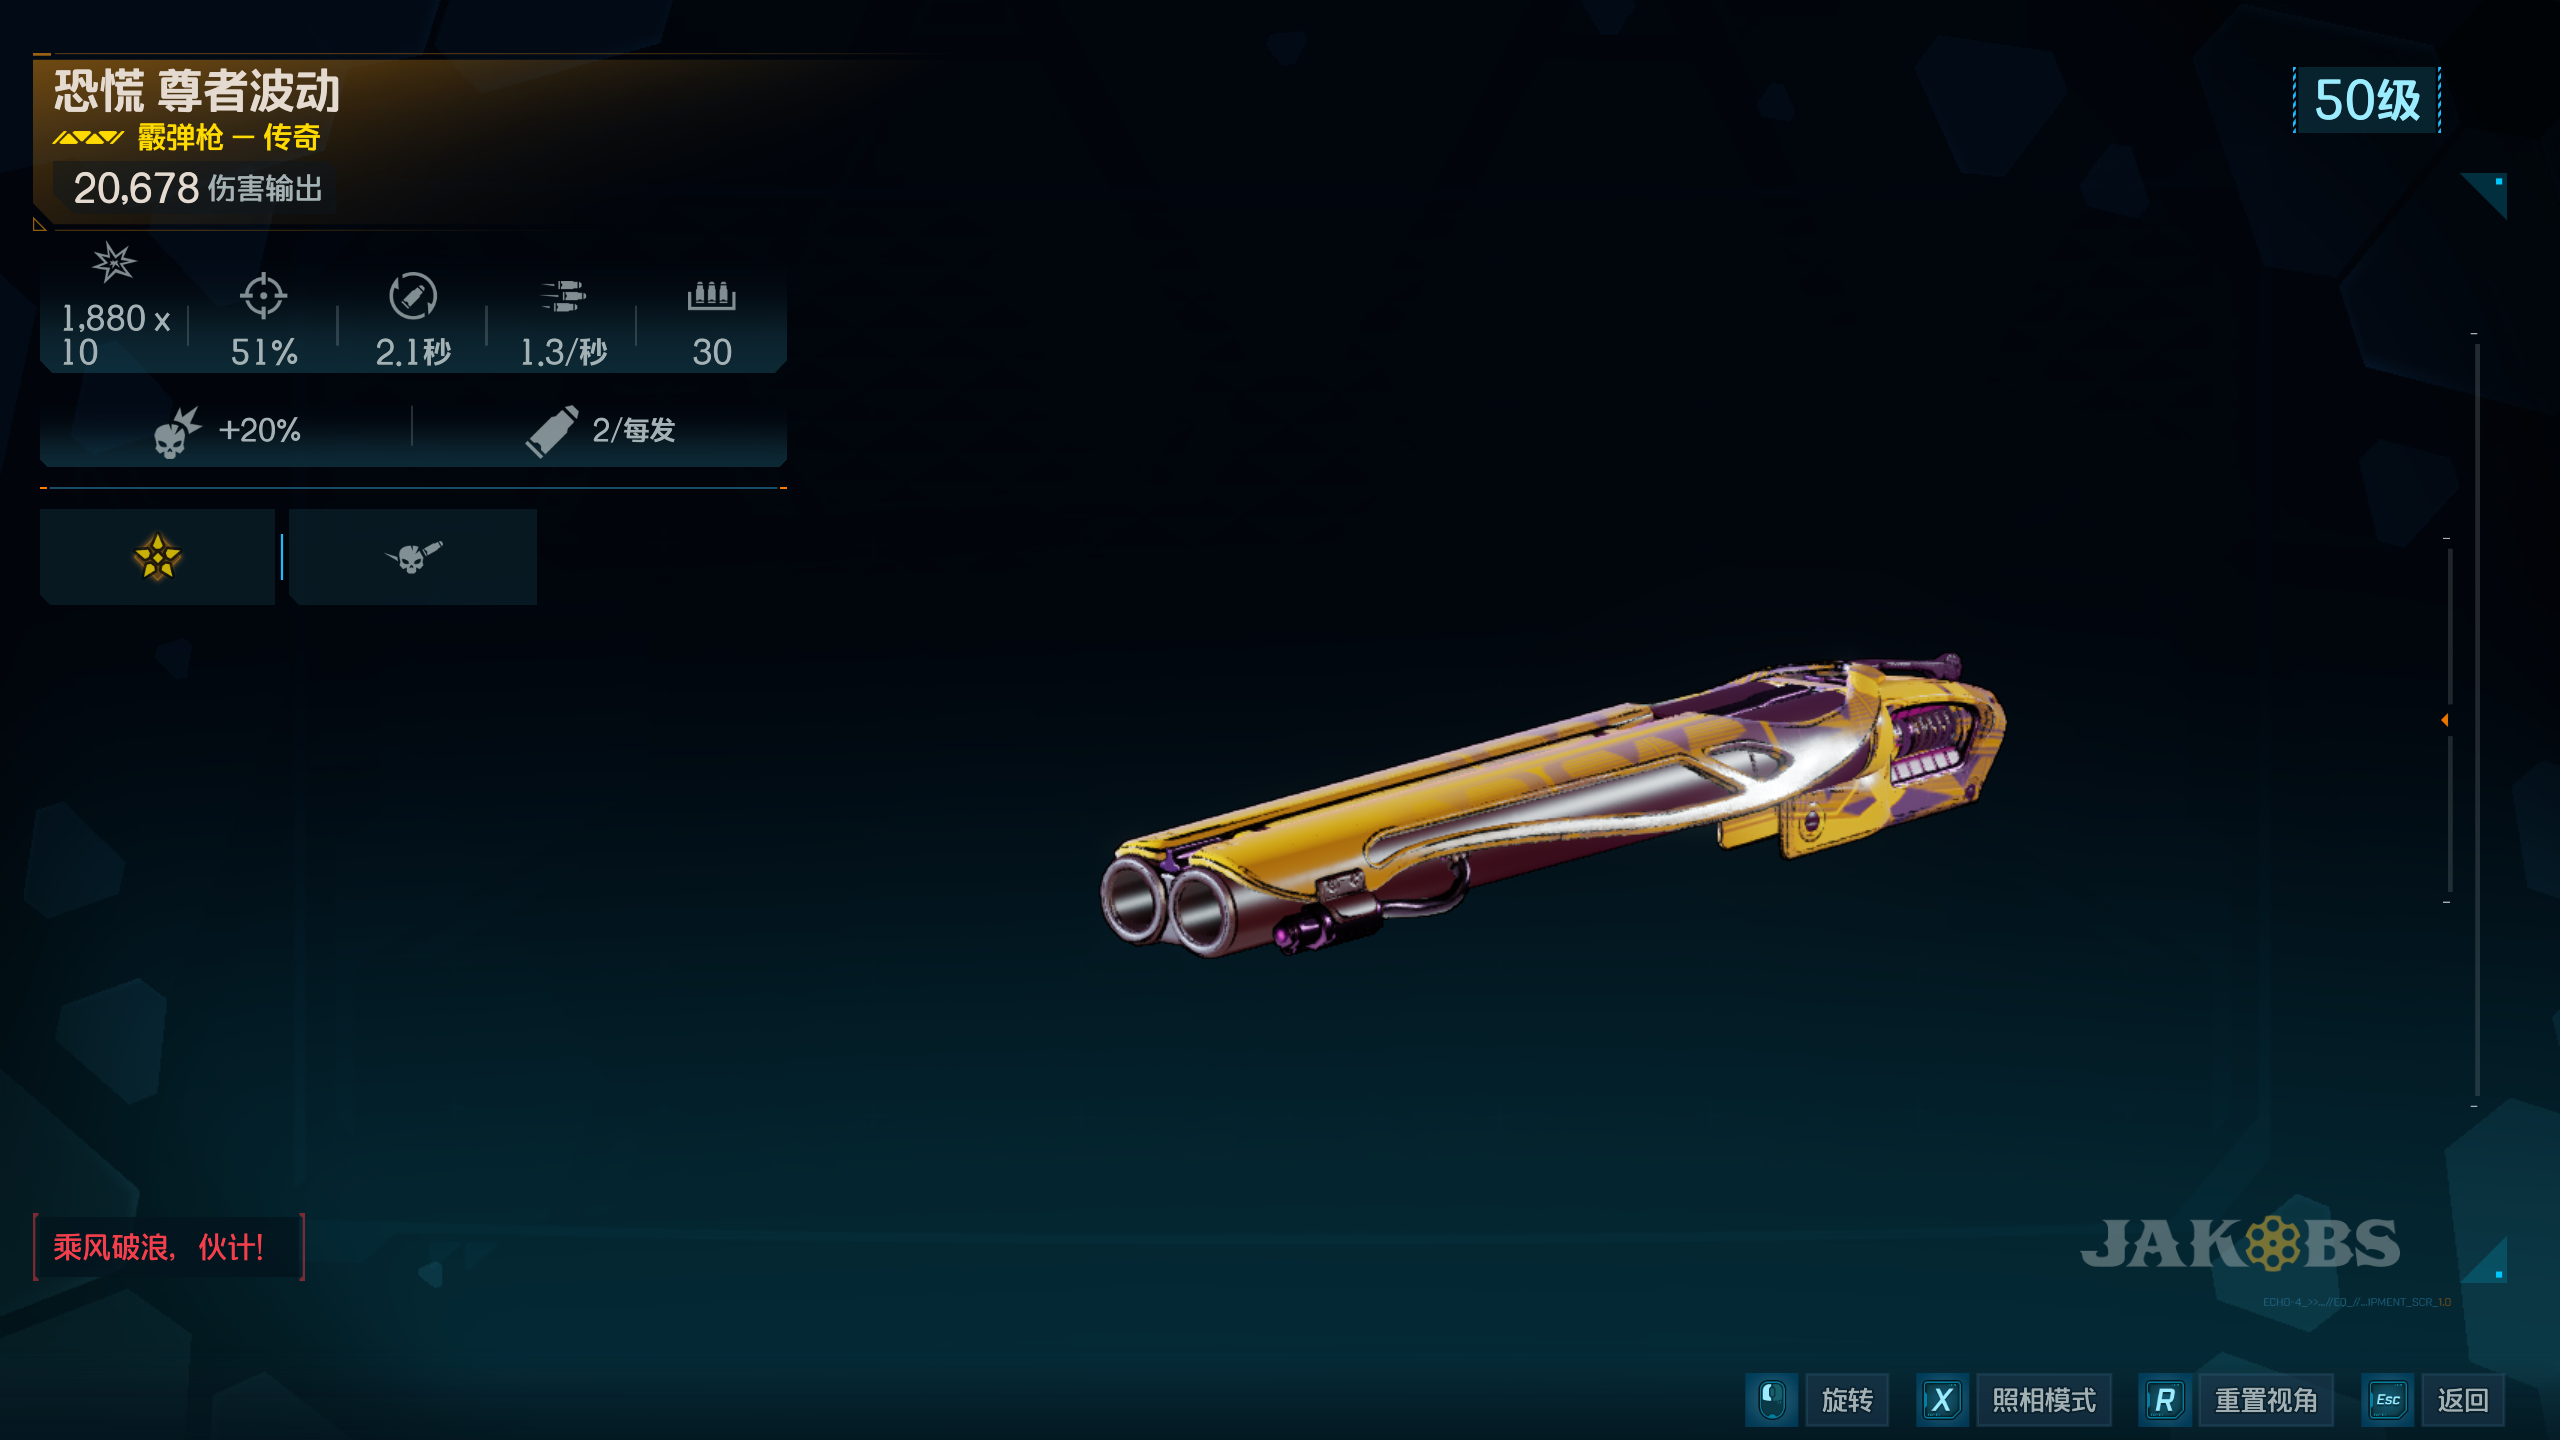 恐慌 尊者波动
霰弹枪 — 传奇
20,678 伤害输出
50级
1,880 x
10
51%
2.1秒
1.3/秒
30
+20%
2/每发
乘风破浪，伙计！
JAKOBS
ECHO-4_>>...//EQ_//...IPMENT_SCR_1.0
旋转
X 照相模式
R 重置视角
Esc 返回